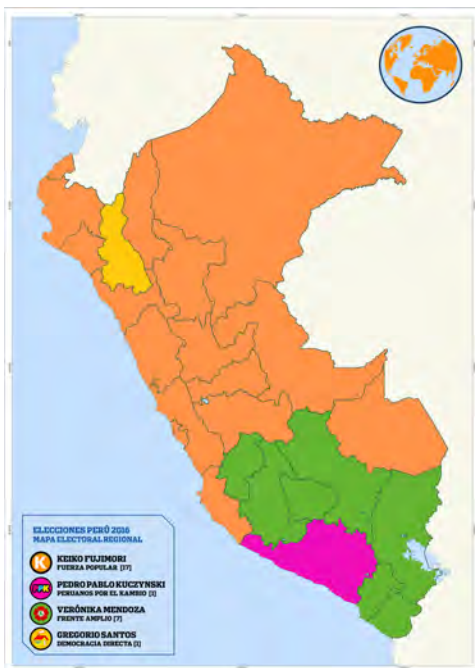 ELECCIONES PERÚ 2016
MAPA ELECTORAL REGIONAL
K
KEIKO FUJIMORI
FUERZA POPULAR [17]
PPK
PEDRO PABLO KUCZYNSKI
PERUANOS POR EL KAMBIO [1]
VERÓNIKA MENDOZA
FRENTE AMPLIO [7]
GREGORIO SANTOS
DEMOCRACIA DIRECTA [1]